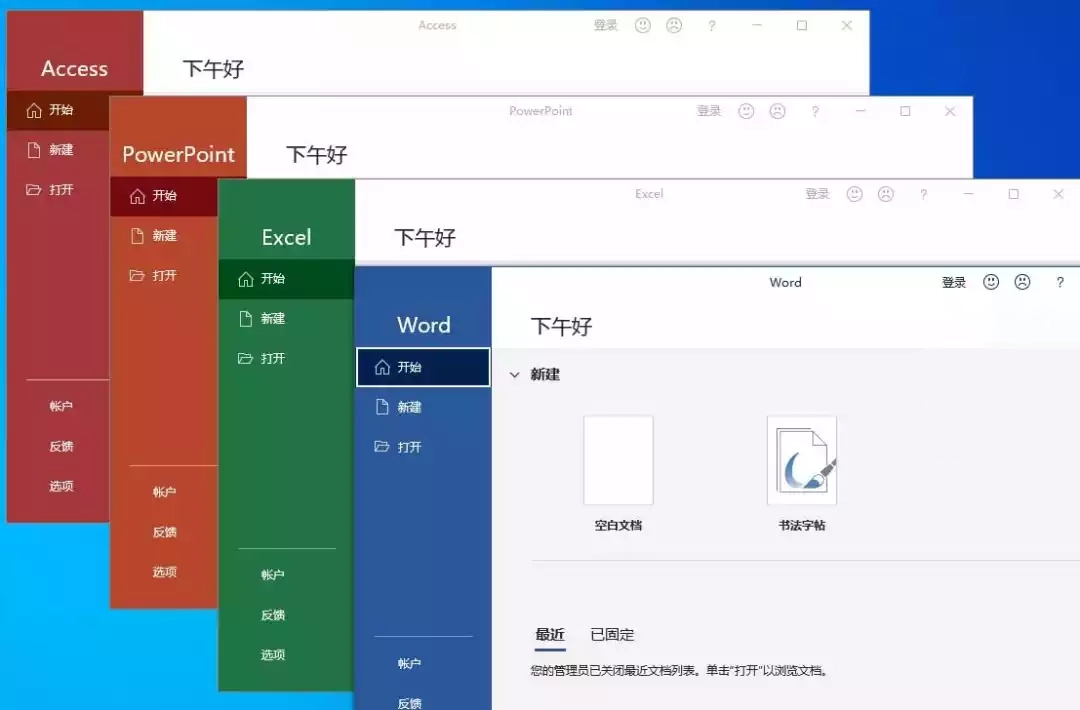 Access
登录
?
Access
下午好
开始
新建
打开
帐户
反馈
选项
PowerPoint
登录
?
PowerPoint
下午好
开始
新建
打开
帐户
反馈
选项
Excel
登录
?
Excel
下午好
开始
新建
打开
帐户
反馈
选项
Word
登录
?
Word
下午好
开始
新建
打开
帐户
反馈
新建
空白文档
书法字帖
最近
已固定
您的管理员已关闭最近文档列表。单击"打开"以浏览文档。